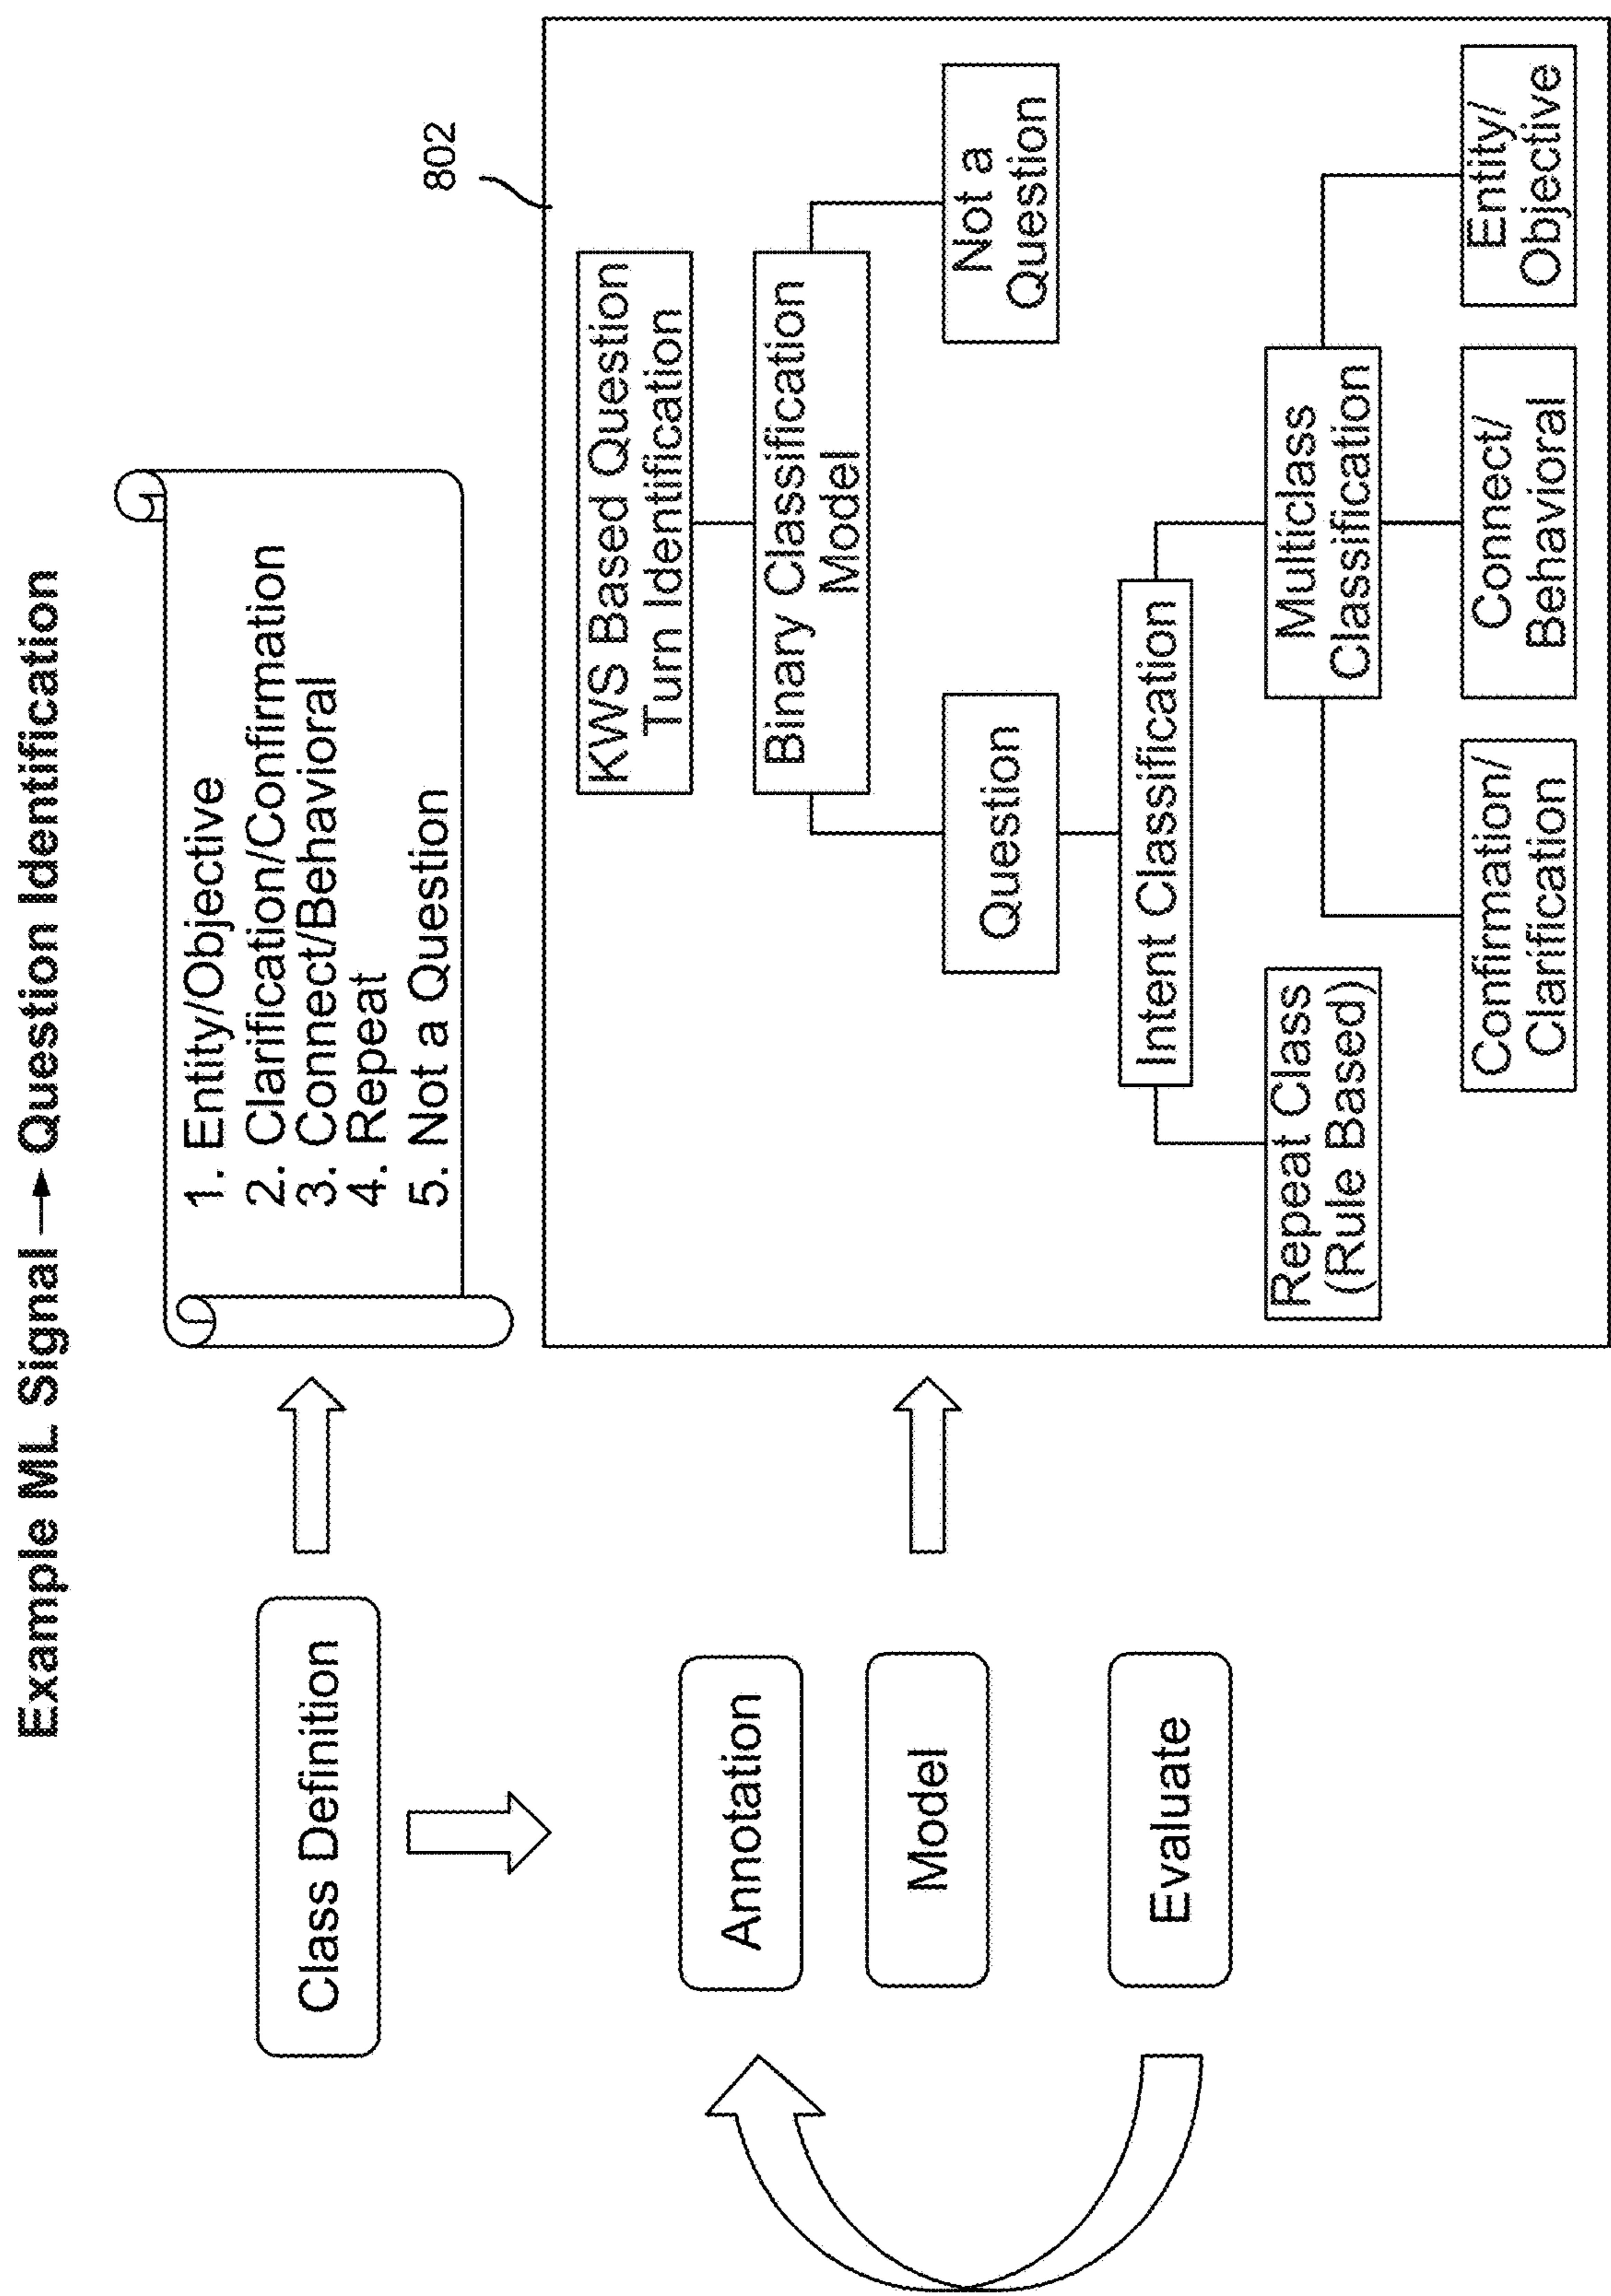 Example ML Signal → Question Identification
Class Definition
1. Entity/Objective
2. Clarification/Confirmation
3. Connect/Behavioral
4. Repeat
5. Not a Question
Annotation
Model
Evaluate
802
KWS Based Question
Turn Identification
Binary Classification
Model
Question
Not a
Question
Intent Classification
Repeat Class
(Rule Based)
Multiclass
Classification
Confirmation/
Clarification
Connect/
Behavioral
Entity/
Objective